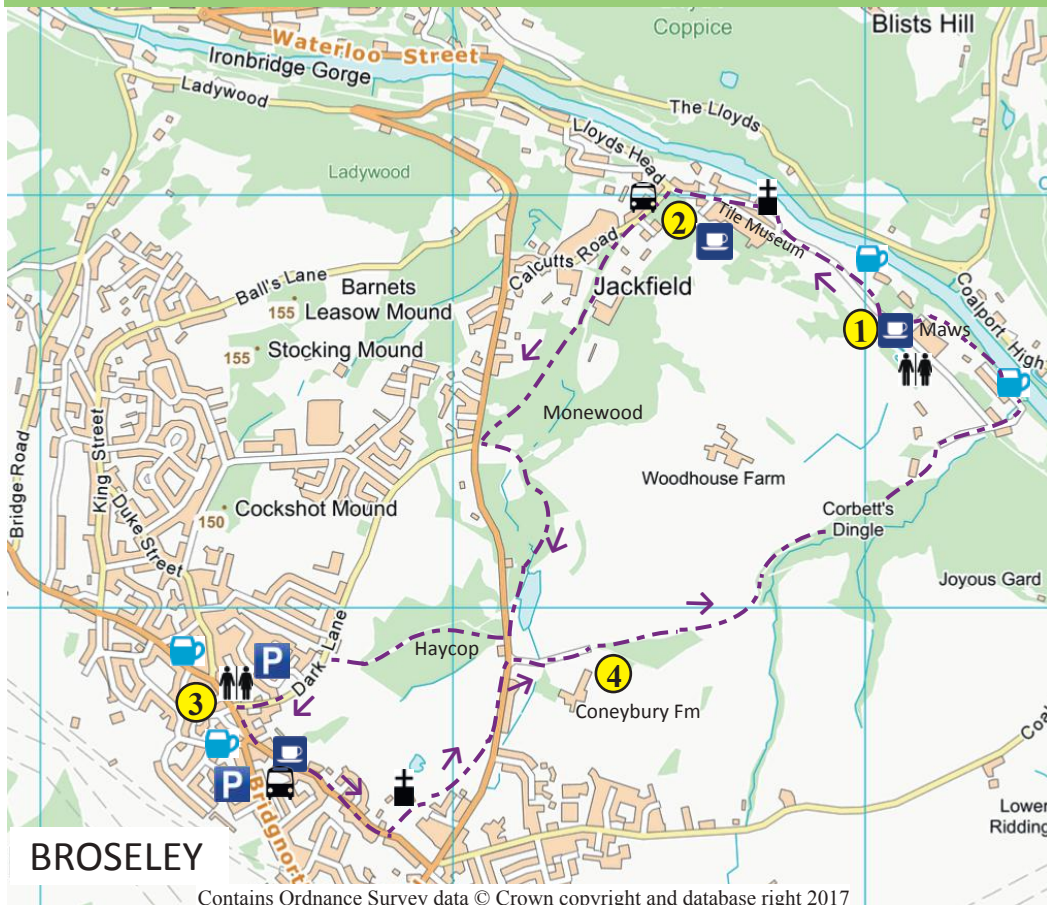 Coppice
Blists Hill
Waterloo Street
Ironbridge Gorge
Ladywood
The Lloyds
Lloyds Head
Ladywood
2
Tile Museum
Calcutts Road
Jackfield
Ball's Lane
Barnets
155 Leasow Mound
155 Stocking Mound
1
Maws
Coalport High
Monewood
King Street
Bridge Road
Duke Street
Woodhouse Farm
150 Cockshot Mound
Corbett's
Dingle
Joyous Gard
Dark Lane
Haycop
P
3
4
Coneybury Fm
P
Bridgnort
Coal
Lower
Ridding
BROSELEY
Contains Ordnance Survey data © Crown copyright and database right 2017